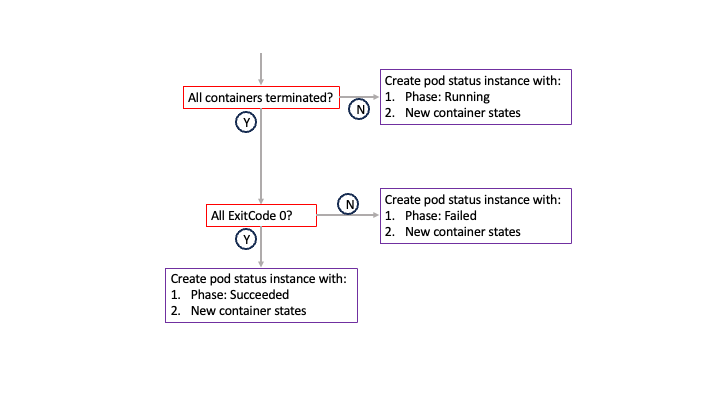 All containers terminated?
N
Create pod status instance with:
1. Phase: Running
2. New container states
Y
All ExitCode 0?
N
Create pod status instance with:
1. Phase: Failed
2. New container states
Y
Create pod status instance with:
1. Phase: Succeeded
2. New container states